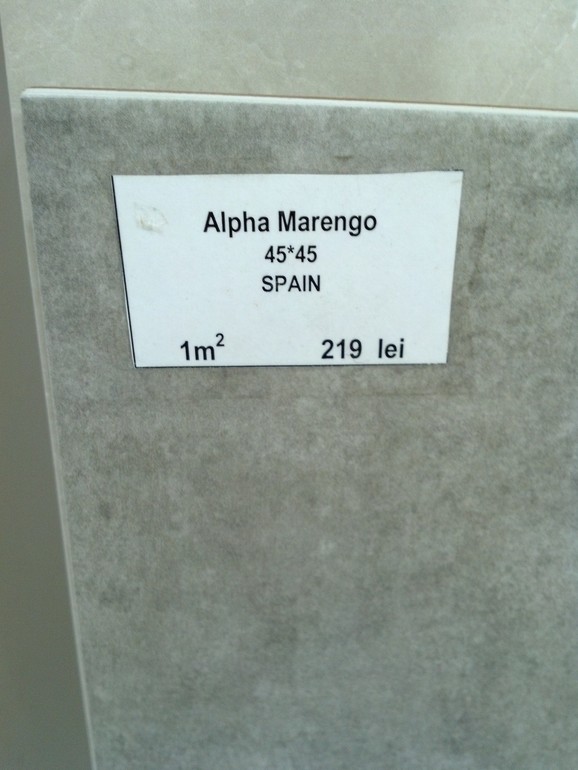 Alpha Marengo
45*45
SPAIN
1m² 219 lei